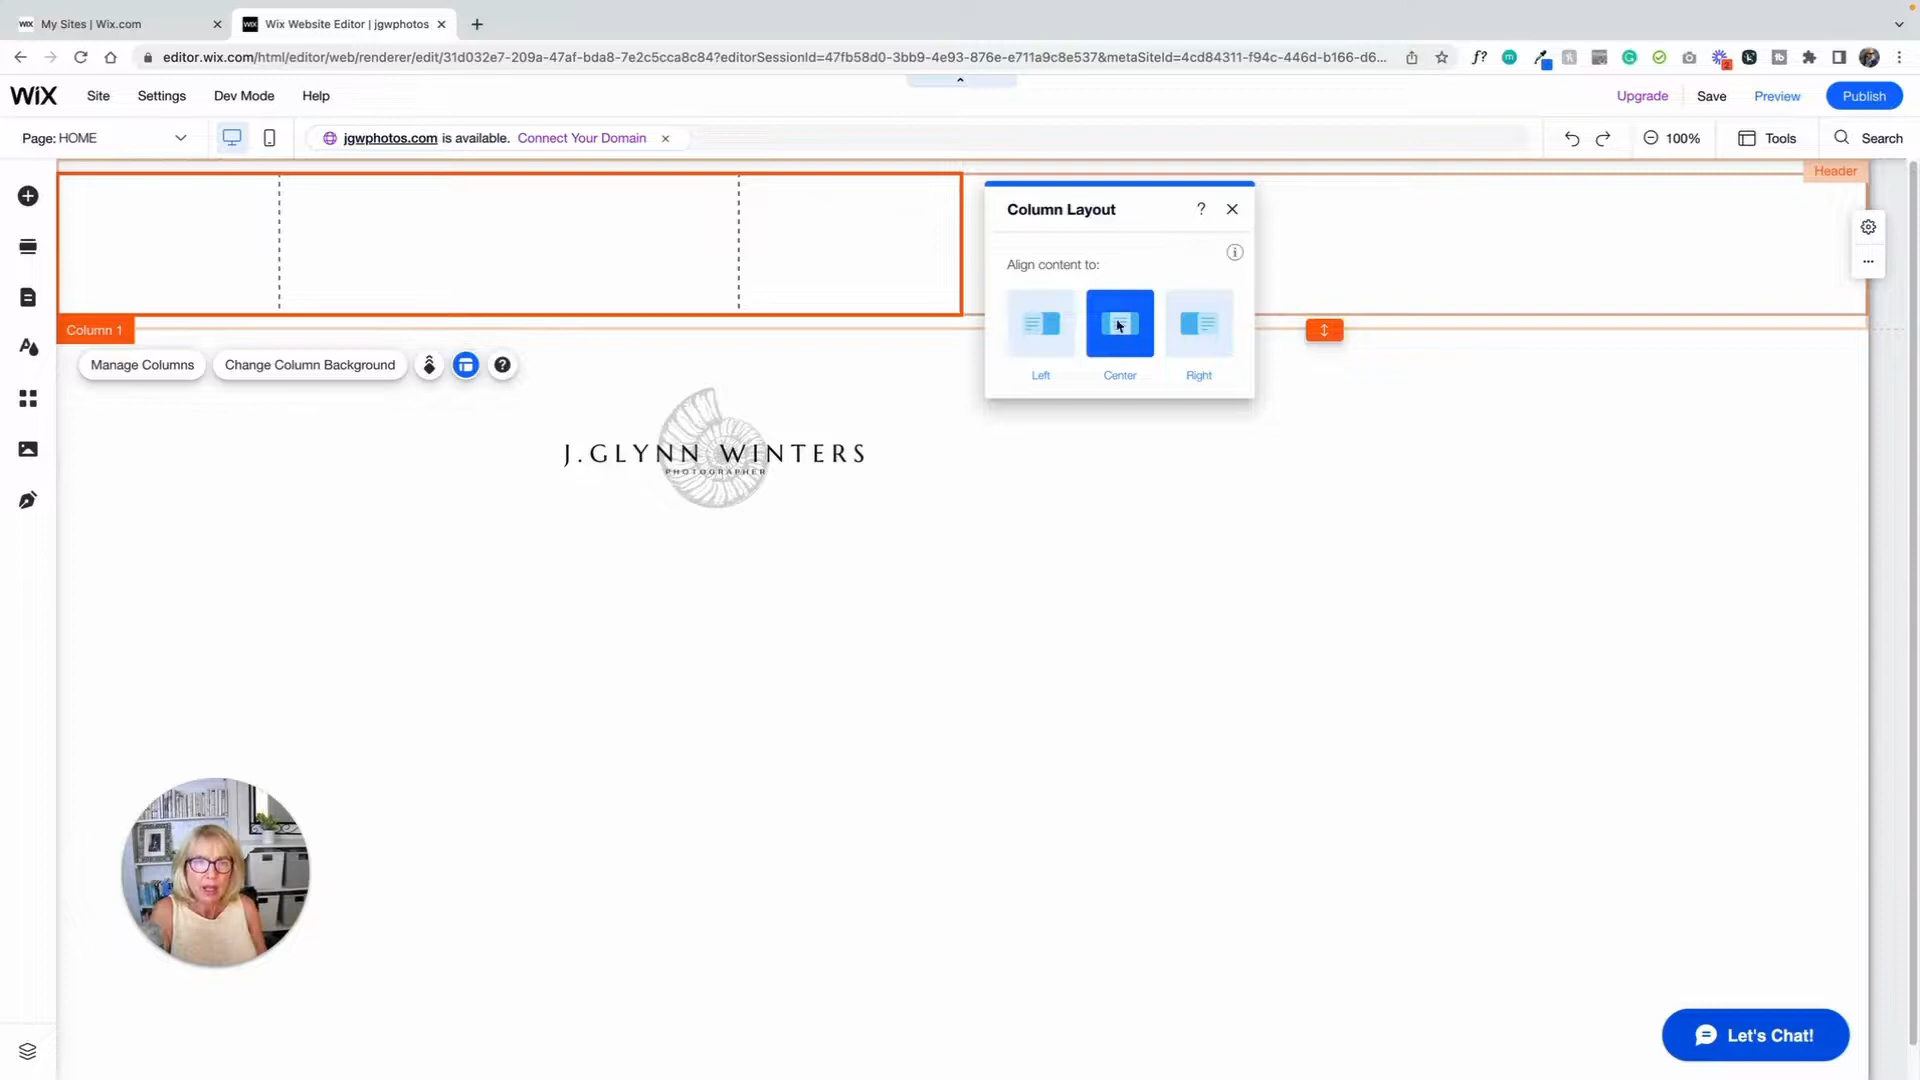 WiX My Sites | Wix.com
WiX Wix Website Editor | jgwphotos
editor.wix.com/html/editor/web/renderer/edit/31d032e7-209a-47af-bda8-7e2c5cca8c84?editorSessionId=47fb58d0-3bb9-4e93-876e-e711a9c8e537&metaSiteId=4cd84311-f94c-446d-b166-d6...
WiX Site Settings Dev Mode Help Upgrade Save Preview Publish
Page: HOME jgwphotos.com is available. Connect Your Domain 100% Tools Search
Header
Column Layout ?
Align content to:
Left Center Right
Column 1
Manage Columns Change Column Background ?
J.GLYNN WINTERS
PHOTOGRAPHER
Let's Chat!